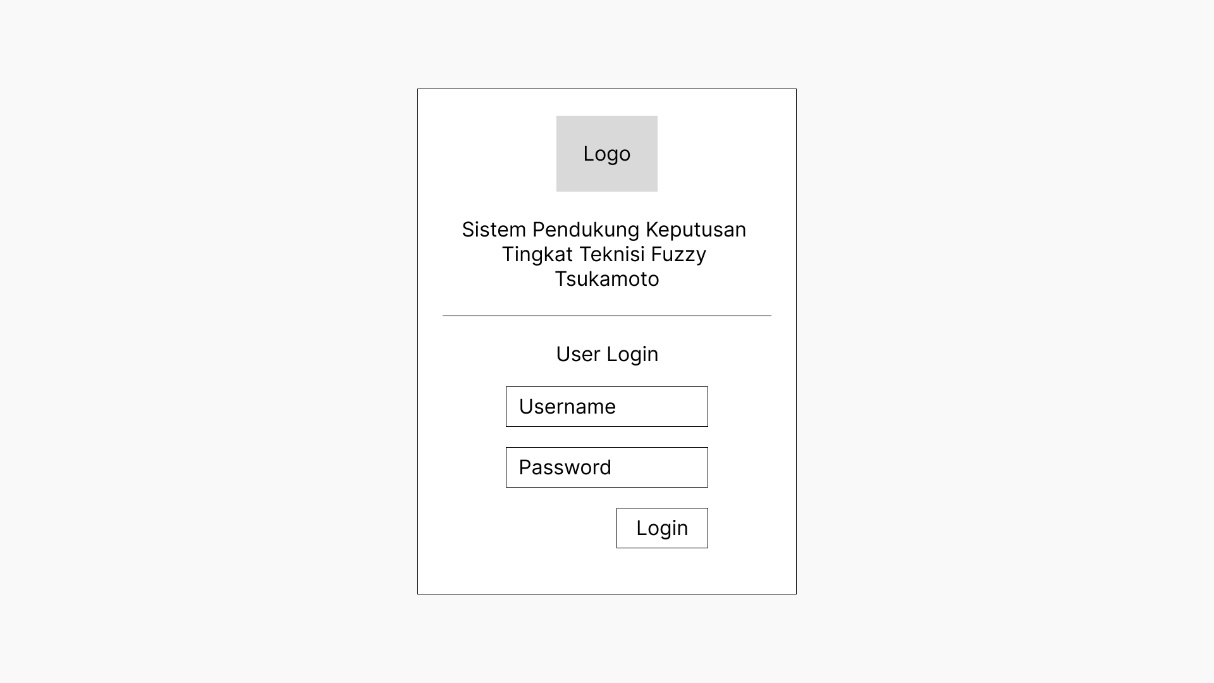 Logo
Sistem Pendukung Keputusan
Tingkat Teknisi Fuzzy
Tsukamoto
User Login
Username
Password
Login